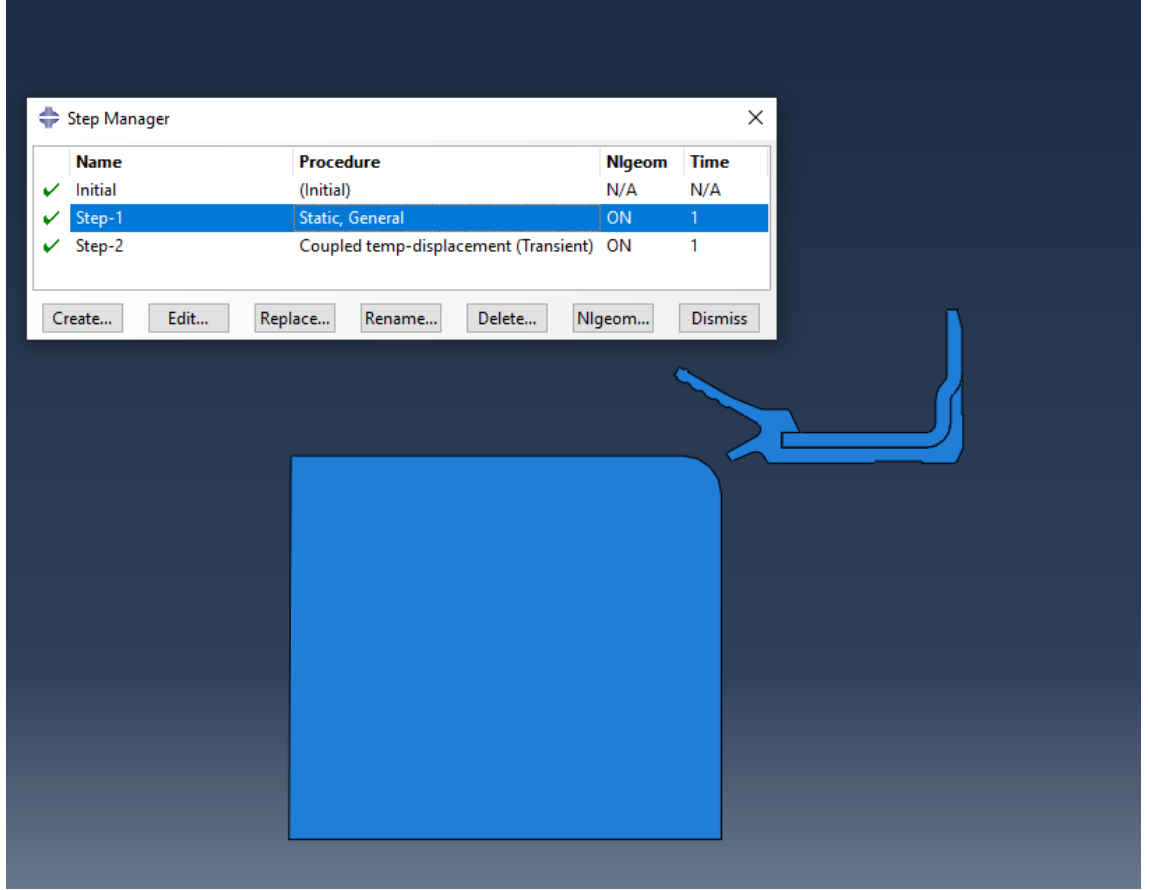 Step Manager
Name Procedure Nlgeom Time
Initial (Initial) N/A N/A
Step-1 Static, General ON 1
Step-2 Coupled temp-displacement (Transient) ON 1
Create... Edit... Replace... Rename... Delete... Nlgeom... Dismiss